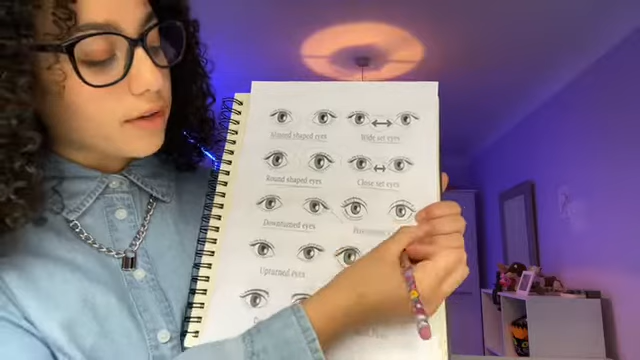 Almond shaped eyes
Wide set eyes
Round shaped eyes
Close set eyes
Downturned eyes
Upturned eyes